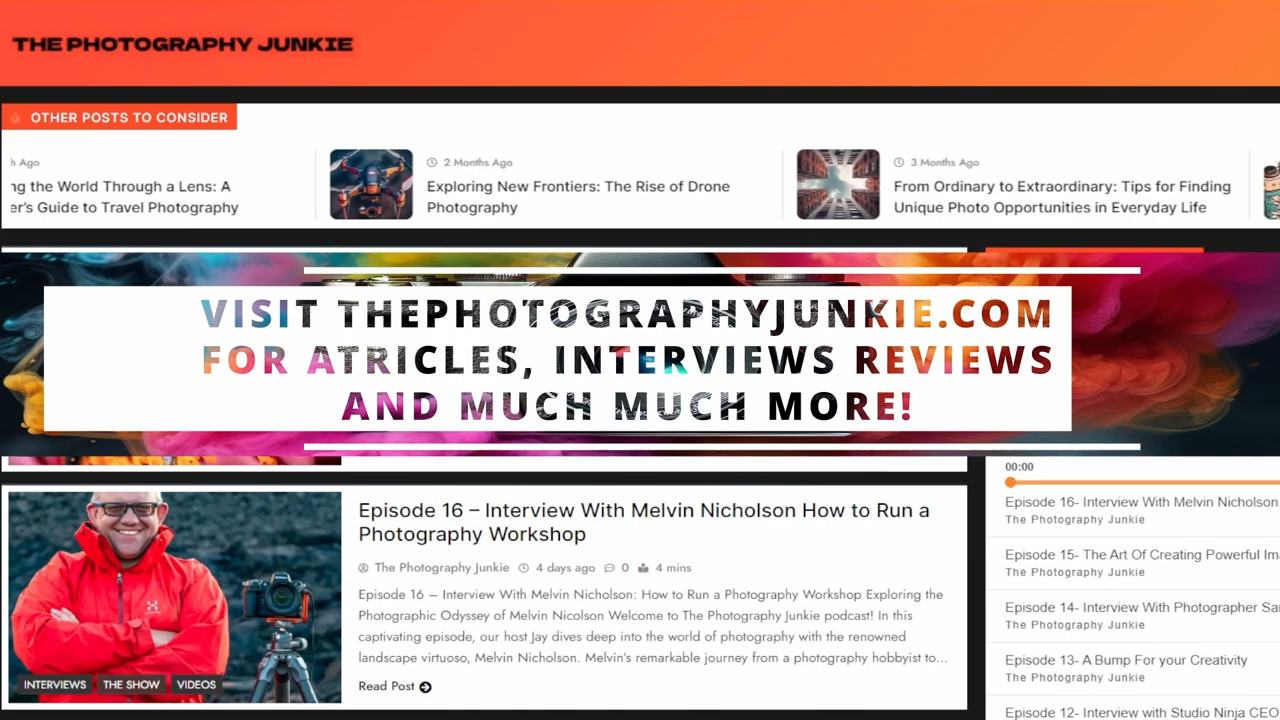 THE PHOTOGRAPHY JUNKIE
OTHER POSTS TO CONSIDER
Ago
the World Through a Lens: A
Guide to Travel Photography
2 Months Ago
Exploring New Frontiers: The Rise of Drone
Photography
3 Months Ago
From Ordinary to Extraordinary: Tips for Finding
Unique Photo Opportunities in Everyday Life
VISIT THEPHOTOGRAPHYJUNKIE.COM
FOR ATRICLES, INTERVIEWS REVIEWS
AND MUCH MUCH MORE!
Episode 16 – Interview With Melvin Nicholson How to Run a
Photography Workshop
The Photography Junkie 4 days ago 0 4 mins
Episode 16 – Interview With Melvin Nicholson: How to Run a Photography Workshop Exploring the
Photographic Odyssey of Melvin Nicolson Welcome to The Photography Junkie podcast! In this
captivating episode, our host Jay dives deep into the world of photography with the renowned
landscape virtuoso, Melvin Nicholson. Melvin's remarkable journey from a photography hobbyist to...
Read Post
INTERVIEWS THE SHOW VIDEOS
00:00
Episode 16- Interview With Melvin Nicholson
The Photography Junkie
Episode 15- The Art Of Creating Powerful
The Photography Junkie
Episode 14- Interview With Photographer
The Photography Junkie
Episode 13- A Bump For your Creativity
The Photography Junkie
Episode 12- Interview with Studio Ninja CEO